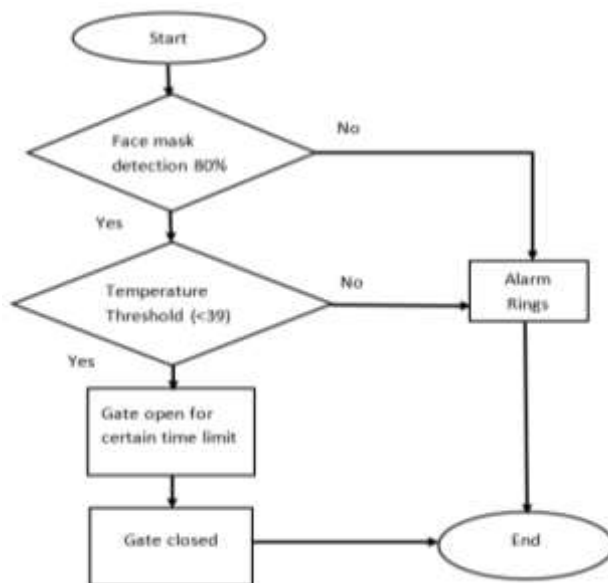 Start
Face mask
detection 80%
No
Yes
Temperature
Threshold (<39)
No
Alarm
Rings
Yes
Gate open for
certain time limit
Gate closed
End